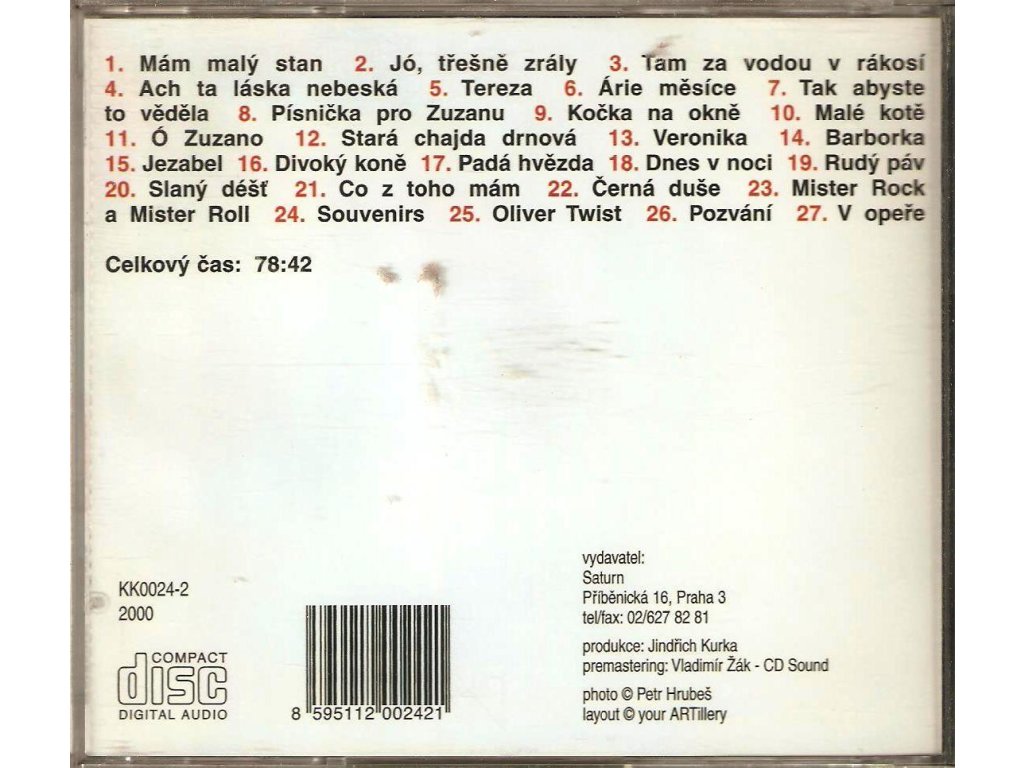 1. Mám malý stan 2. Jó, třešně zrály 3. Tam za vodou v rákosí
4. Ach ta láska nebeská 5. Tereza 6. Árie měsíce 7. Tak abyste
to věděla 8. Písnička pro Zuzanu 9. Kočka na okně 10. Malé kotě
11. Ó Zuzano 12. Stará chajda drnová 13. Veronika 14. Barborka
15. Jezabel 16. Divoký koně 17. Padá hvězda 18. Dnes v noci 19. Rudý páv
20. Slaný déšť 21. Co z toho mám 22. Černá duše 23. Mister Rock
a Mister Roll 24. Souvenirs 25. Oliver Twist 26. Pozvání 27. V opeře
Celkový čas: 78:42
KK0024-2
2000
COMPACT
disc
DIGITAL AUDIO
8 595112 002421
vydavatel:
Saturn
Příběnická 16, Praha 3
tel/fax: 02/627 82 81
produkce: Jindřich Kurka
premastering: Vladimír Žák - CD Sound
photo © Petr Hrubeš
layout © your ARTillery